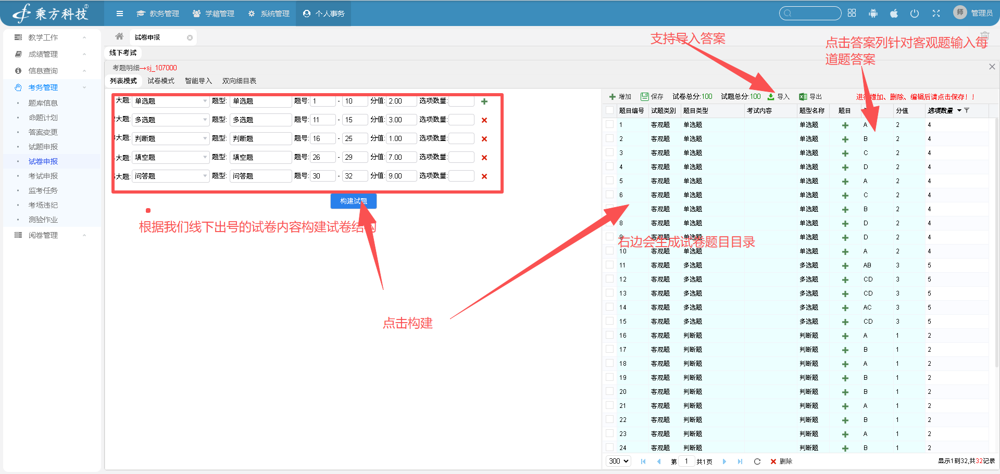 乘方科技
教务管理 学籍管理 系统管理 个人事务
师 管理员
教学工作
成绩管理
信息查询
考务管理
题库信息
命题计划
答案变更
试题申报
试卷申报
考试申报
监考任务
考场违纪
测验作业
阅卷管理
试卷申报
线下考试
考题明细→sj_107000
列表模式 试卷模式 智能导入 双向细目表
支持导入答案
点击答案列针对客观题输入每
道题答案
大题: 单选题 题型: 单选题 题号: 1 - 10 分值: 2.00 选项数量:
大题: 多选题 题型: 多选题 题号: 11 - 15 分值: 3.00 选项数量:
大题: 判断题 题型: 判断题 题号: 16 - 25 分值: 1.00 选项数量:
大题: 填空题 题型: 填空题 题号: 26 - 29 分值: 7.00 选项数量:
大题: 问答题 题型: 问答题 题号: 30 - 32 分值: 9.00 选项数量:
构建试题
根据我们线下出号的试卷内容构建试卷结构
点击构建
右边会生成试卷题目目录
增加 保存 试卷总分:100 试题总分:100 导入 导出 进行增加、删除、编辑后请点击保存！！
题目编号 试题类别 题目类型 考试内容 题型名称 题目 分值 选项数量
1 客观题 单选题 单选题 A 2 4
2 客观题 单选题 单选题 B 2 4
3 客观题 单选题 单选题 C 2 4
4 客观题 单选题 单选题 D 2 4
5 客观题 单选题 单选题 A 2 4
6 客观题 单选题 单选题 C 2 4
客观题 单选题 单选题 B 2 4
8 客观题 单选题 单选题 D 2 4
9 客观题 单选题 单选题 D 2 4
10 客观题 单选题 单选题 A 2 4
11 客观题 多选题 多选题 AB 3 5
12 客观题 多选题 多选题 CD 3 5
13 客观题 多选题 多选题 CD 3 5
14 客观题 多选题 多选题 AC 3 5
15 客观题 多选题 多选题 CD 3 5
16 客观题 判断题 判断题 A 1 2
17 客观题 判断题 判断题 B 1 2
18 客观题 判断题 判断题 A 1 2
19 客观题 判断题 判断题 B 1 2
20 客观题 判断题 判断题 B 1 2
21 客观题 判断题 判断题 A 1 2
22 客观题 判断题 判断题 B 1 2
23 客观题 判断题 判断题 A 1 2
24 客观题 判断题 判断题 B 1 2
300 第 1 共1页 删除 显示1到32,共32记录